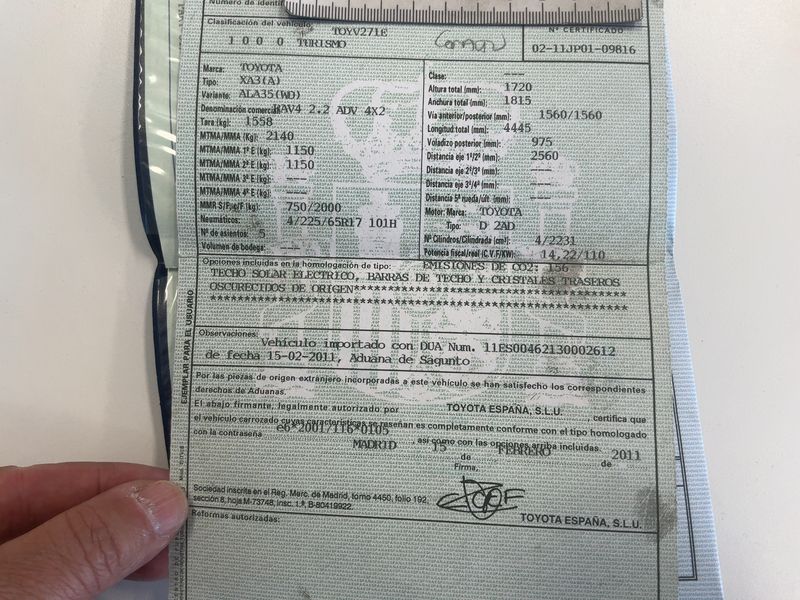 Número de identif
Clasificación del vehículo TOYV271E
1 0 0 0 TURISMO
Nº CERTIFICADO
02-11JP01-09816
Marca: TOYOTA
Tipo: XA3(A)
Variante: ALA35(WD)
Denominación comercial: RAV4 2.2 ADV 4X2
Tara (kg): 1558
MTMA/MMA (Kg): 2140
MTMA/MMA 1º E (kg): 1150
MTMA/MMA 2º E (kg): 1150
MTMA/MMA 3º E (kg): ---
MTMA/MMA 4º E (kg): ---
MMR S/F,c/F (kg): 750/2000
Neumáticos: 4/225/65R17 101H
Nº de asientos: 5
Volumen de bodega: ---
Clase: ---
Altura total (mm): 1720
Anchura total (mm): 1815
Vía anterior/posterior (mm): 1560/1560
Longitud total (mm): 4445
Voladizo posterior (mm): 975
Distancia eje 1º/2º (mm): 2560
Distancia eje 2º/3º (mm): ---
Distancia eje 3º/4º (mm): ---
Distancia 5ª rueda/últ. (mm): ---
Motor: Marca: TOYOTA
Tipo: D 2AD
Nº Cilindros/Cilindrada (cm³): 4/2231
Potencia fiscal/real (C.V.F/KW): 14,22/110
Opciones incluidas en la homologación de tipo: EMISIONES DE CO2: 156
TECHO SOLAR ELECTRICO, BARRAS DE TECHO Y CRISTALES TRASEROS
OSCURECIDOS DE ORIGEN
EJEMPLAR PARA EL USUARIO
Observaciones:
Vehículo importado con DUA Num. 11ES00462130002612
de fecha 15-02-2011, Aduana de Sagunto
Por las piezas de origen extranjero incorporadas a este vehículo se han satisfecho los correspondientes
derechos de Aduanas.
El abajo firmante, legalmente autorizado por TOYOTA ESPAÑA, S.L.U. certifica que
el vehículo carrozado cuyas características se reseñan es completamente conforme con el tipo homologado
con la contraseña e6*2001/116*0105 así como con las opciones arriba incluidas.
MADRID 15 de FEBRERO de 2011
Firma,
Sociedad inscrita en el Reg. Merc. de Madrid, tomo 4450, folio 192,
sección 8, hoja M-73748, insc. 1.ª, B-80419922.
TOYOTA ESPAÑA, S.L.U.
Reformas autorizadas: